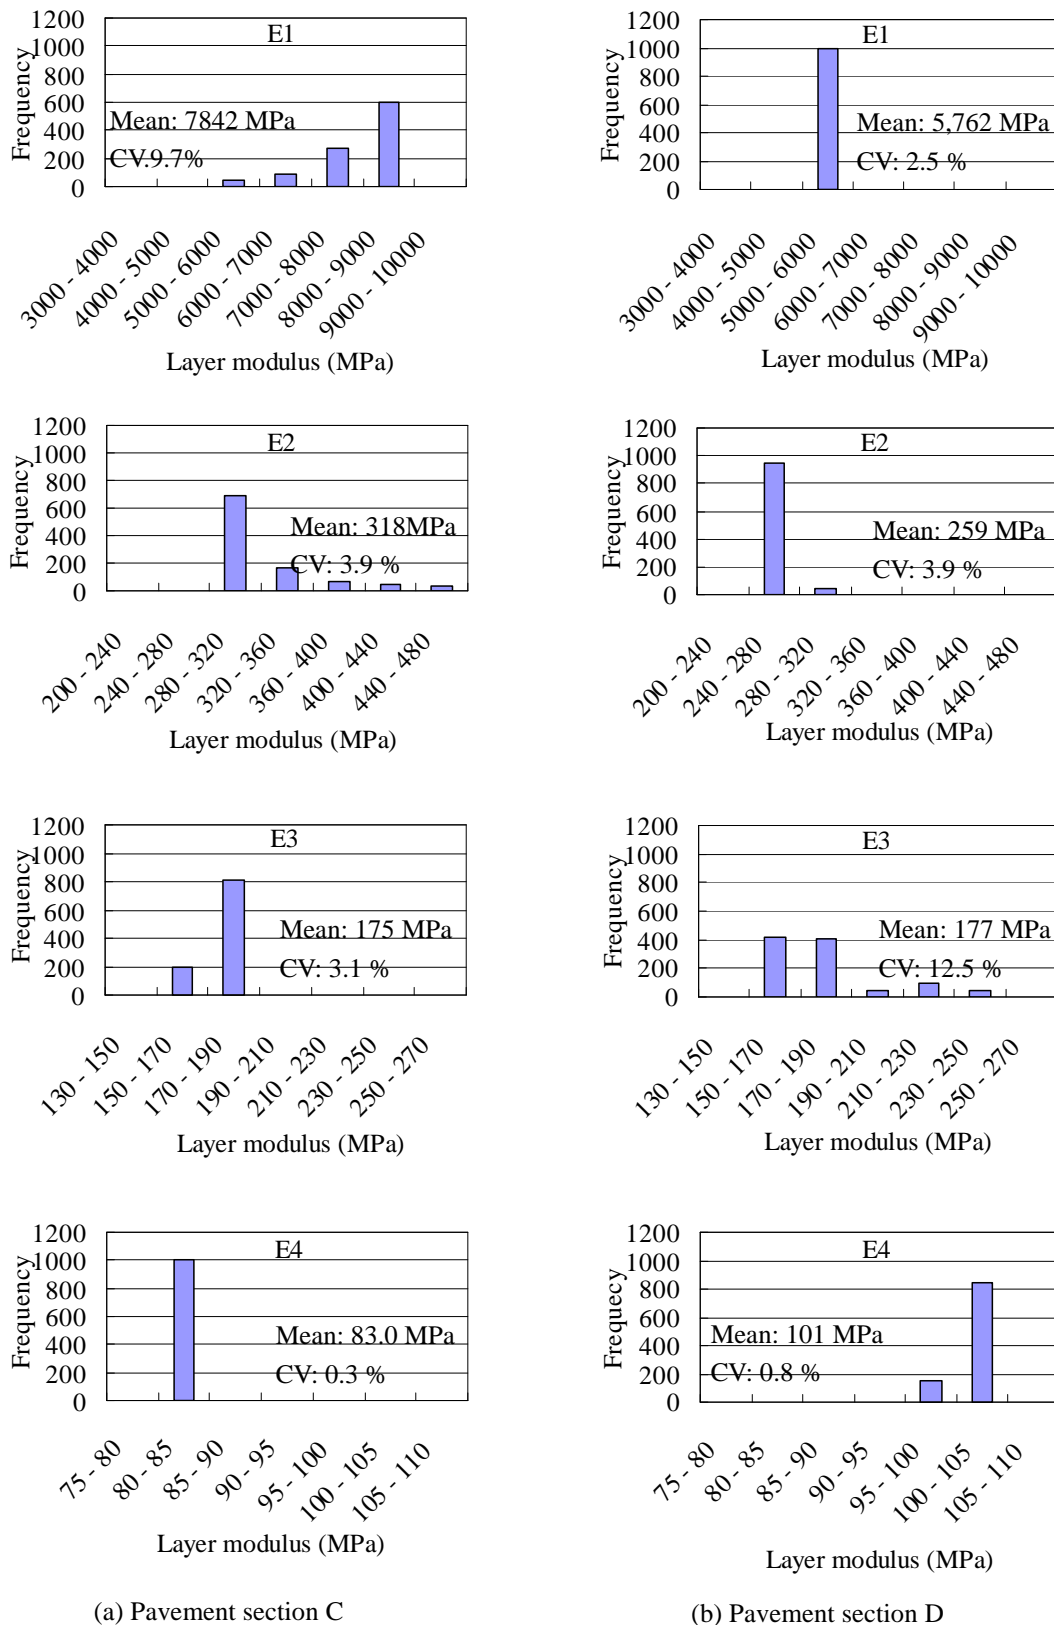 E1
Frequency
1200
1000
800
600
400
200
0
Mean: 7842 MPa
CV.9.7%
3000 - 4000
4000 - 5000
5000 - 6000
6000 - 7000
7000 - 8000
8000 - 9000
9000 - 10000
Layer modulus (MPa)
E1
Frequency
1200
1000
800
600
400
200
0
Mean: 5,762 MPa
CV: 2.5 %
3000 - 4000
4000 - 5000
5000 - 6000
6000 - 7000
7000 - 8000
8000 - 9000
9000 - 10000
Layer modulus (MPa)
E2
Frequency
1200
1000
800
600
400
200
0
Mean: 318MPa
CV: 3.9 %
200 - 240
240 - 280
280 - 320
320 - 360
360 - 400
400 - 440
440 - 480
Layer modulus (MPa)
E2
Frequency
1200
1000
800
600
400
200
0
Mean: 259 MPa
CV: 3.9 %
200 - 240
240 - 280
280 - 320
320 - 360
360 - 400
400 - 440
440 - 480
Layer modulus (MPa)
E3
Frequency
1200
1000
800
600
400
200
0
Mean: 175 MPa
CV: 3.1 %
130 - 150
150 - 170
170 - 190
190 - 210
210 - 230
230 - 250
250 - 270
Layer modulus (MPa)
E3
Frequency
1200
1000
800
600
400
200
0
Mean: 177 MPa
CV: 12.5 %
130 - 150
150 - 170
170 - 190
190 - 210
210 - 230
230 - 250
250 - 270
Layer modulus (MPa)
E4
Frequency
1200
1000
800
600
400
200
0
Mean: 83.0 MPa
CV: 0.3 %
75 - 80
80 - 85
85 - 90
90 - 95
95 - 100
100 - 105
105 - 110
Layer modulus (MPa)
E4
Frequecy
1200
1000
800
600
400
200
0
Mean: 101 MPa
CV: 0.8 %
75 - 80
80 - 85
85 - 90
90 - 95
95 - 100
100 - 105
105 - 110
Layer modulus (MPa)
(a) Pavement section C
(b) Pavement section D